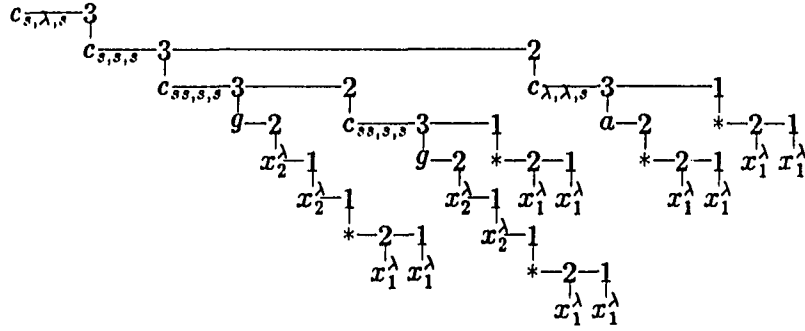 c_{s,λ,s} 3
c_{s,s,s} 3 2
c_{ss,s,s} 3 2 c_{λ,λ,s} 3 1
g 2 c_{ss,s,s} 3 1 a 2 * 2 1
x_2^λ 1 g 2 * 2 1 * 2 1 x_1^λ x_1^λ
x_2^λ 1 x_2^λ 1 x_1^λ x_1^λ x_1^λ x_1^λ
* 2 1 x_2^λ 1
x_1^λ x_1^λ * 2 1
x_1^λ x_1^λ